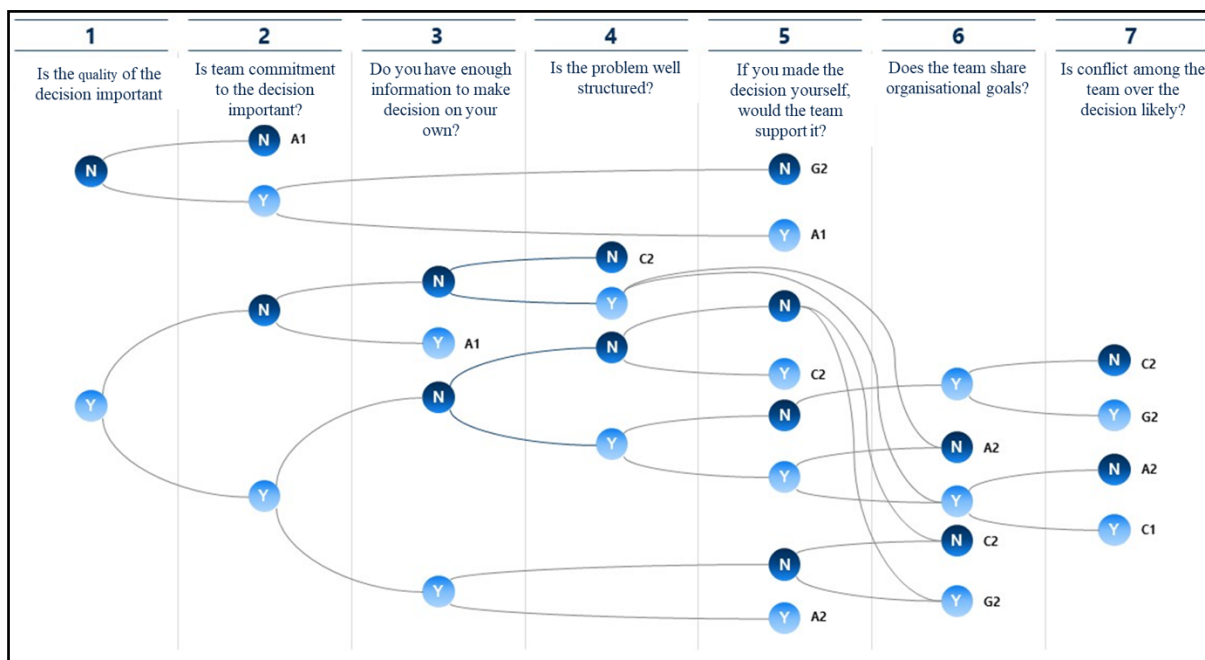 1
2
3
4
5
6
7
Is the quality of the
decision important
Is team commitment
to the decision
important?
Do you have enough
information to make
decision on your
own?
Is the problem well
structured?
If you made the
decision yourself,
would the team
support it?
Does the team share
organisational goals?
Is conflict among the
team over the
decision likely?
N A1
N G2
N
Y
Y A1
N C2
N
Y
N
N
Y A1
N
N C2
Y
Y C2
N
Y
Y
N
Y G2
Y
N A2
Y
N A2
Y
Y
Y C1
N C2
N
Y
Y G2
Y A2